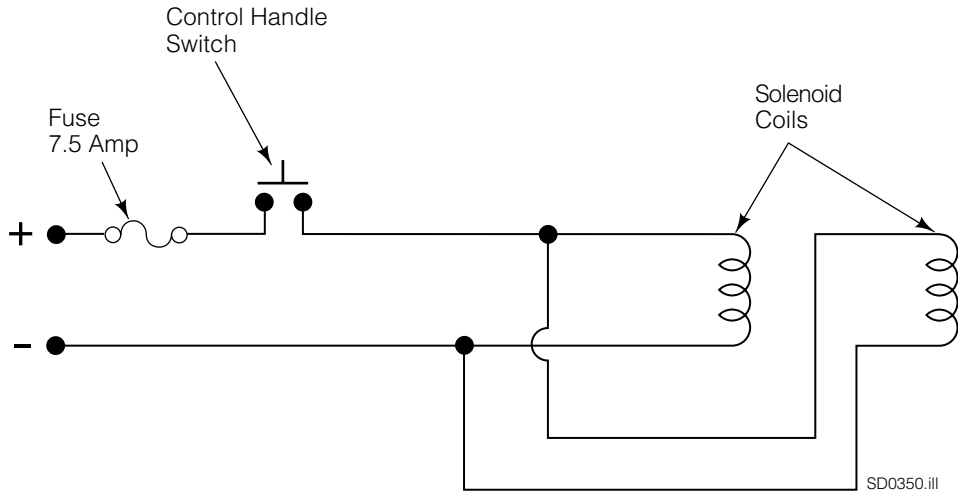 Control Handle
Switch
Solenoid
Coils
Fuse
7.5 Amp
+
-
SD0350.ill